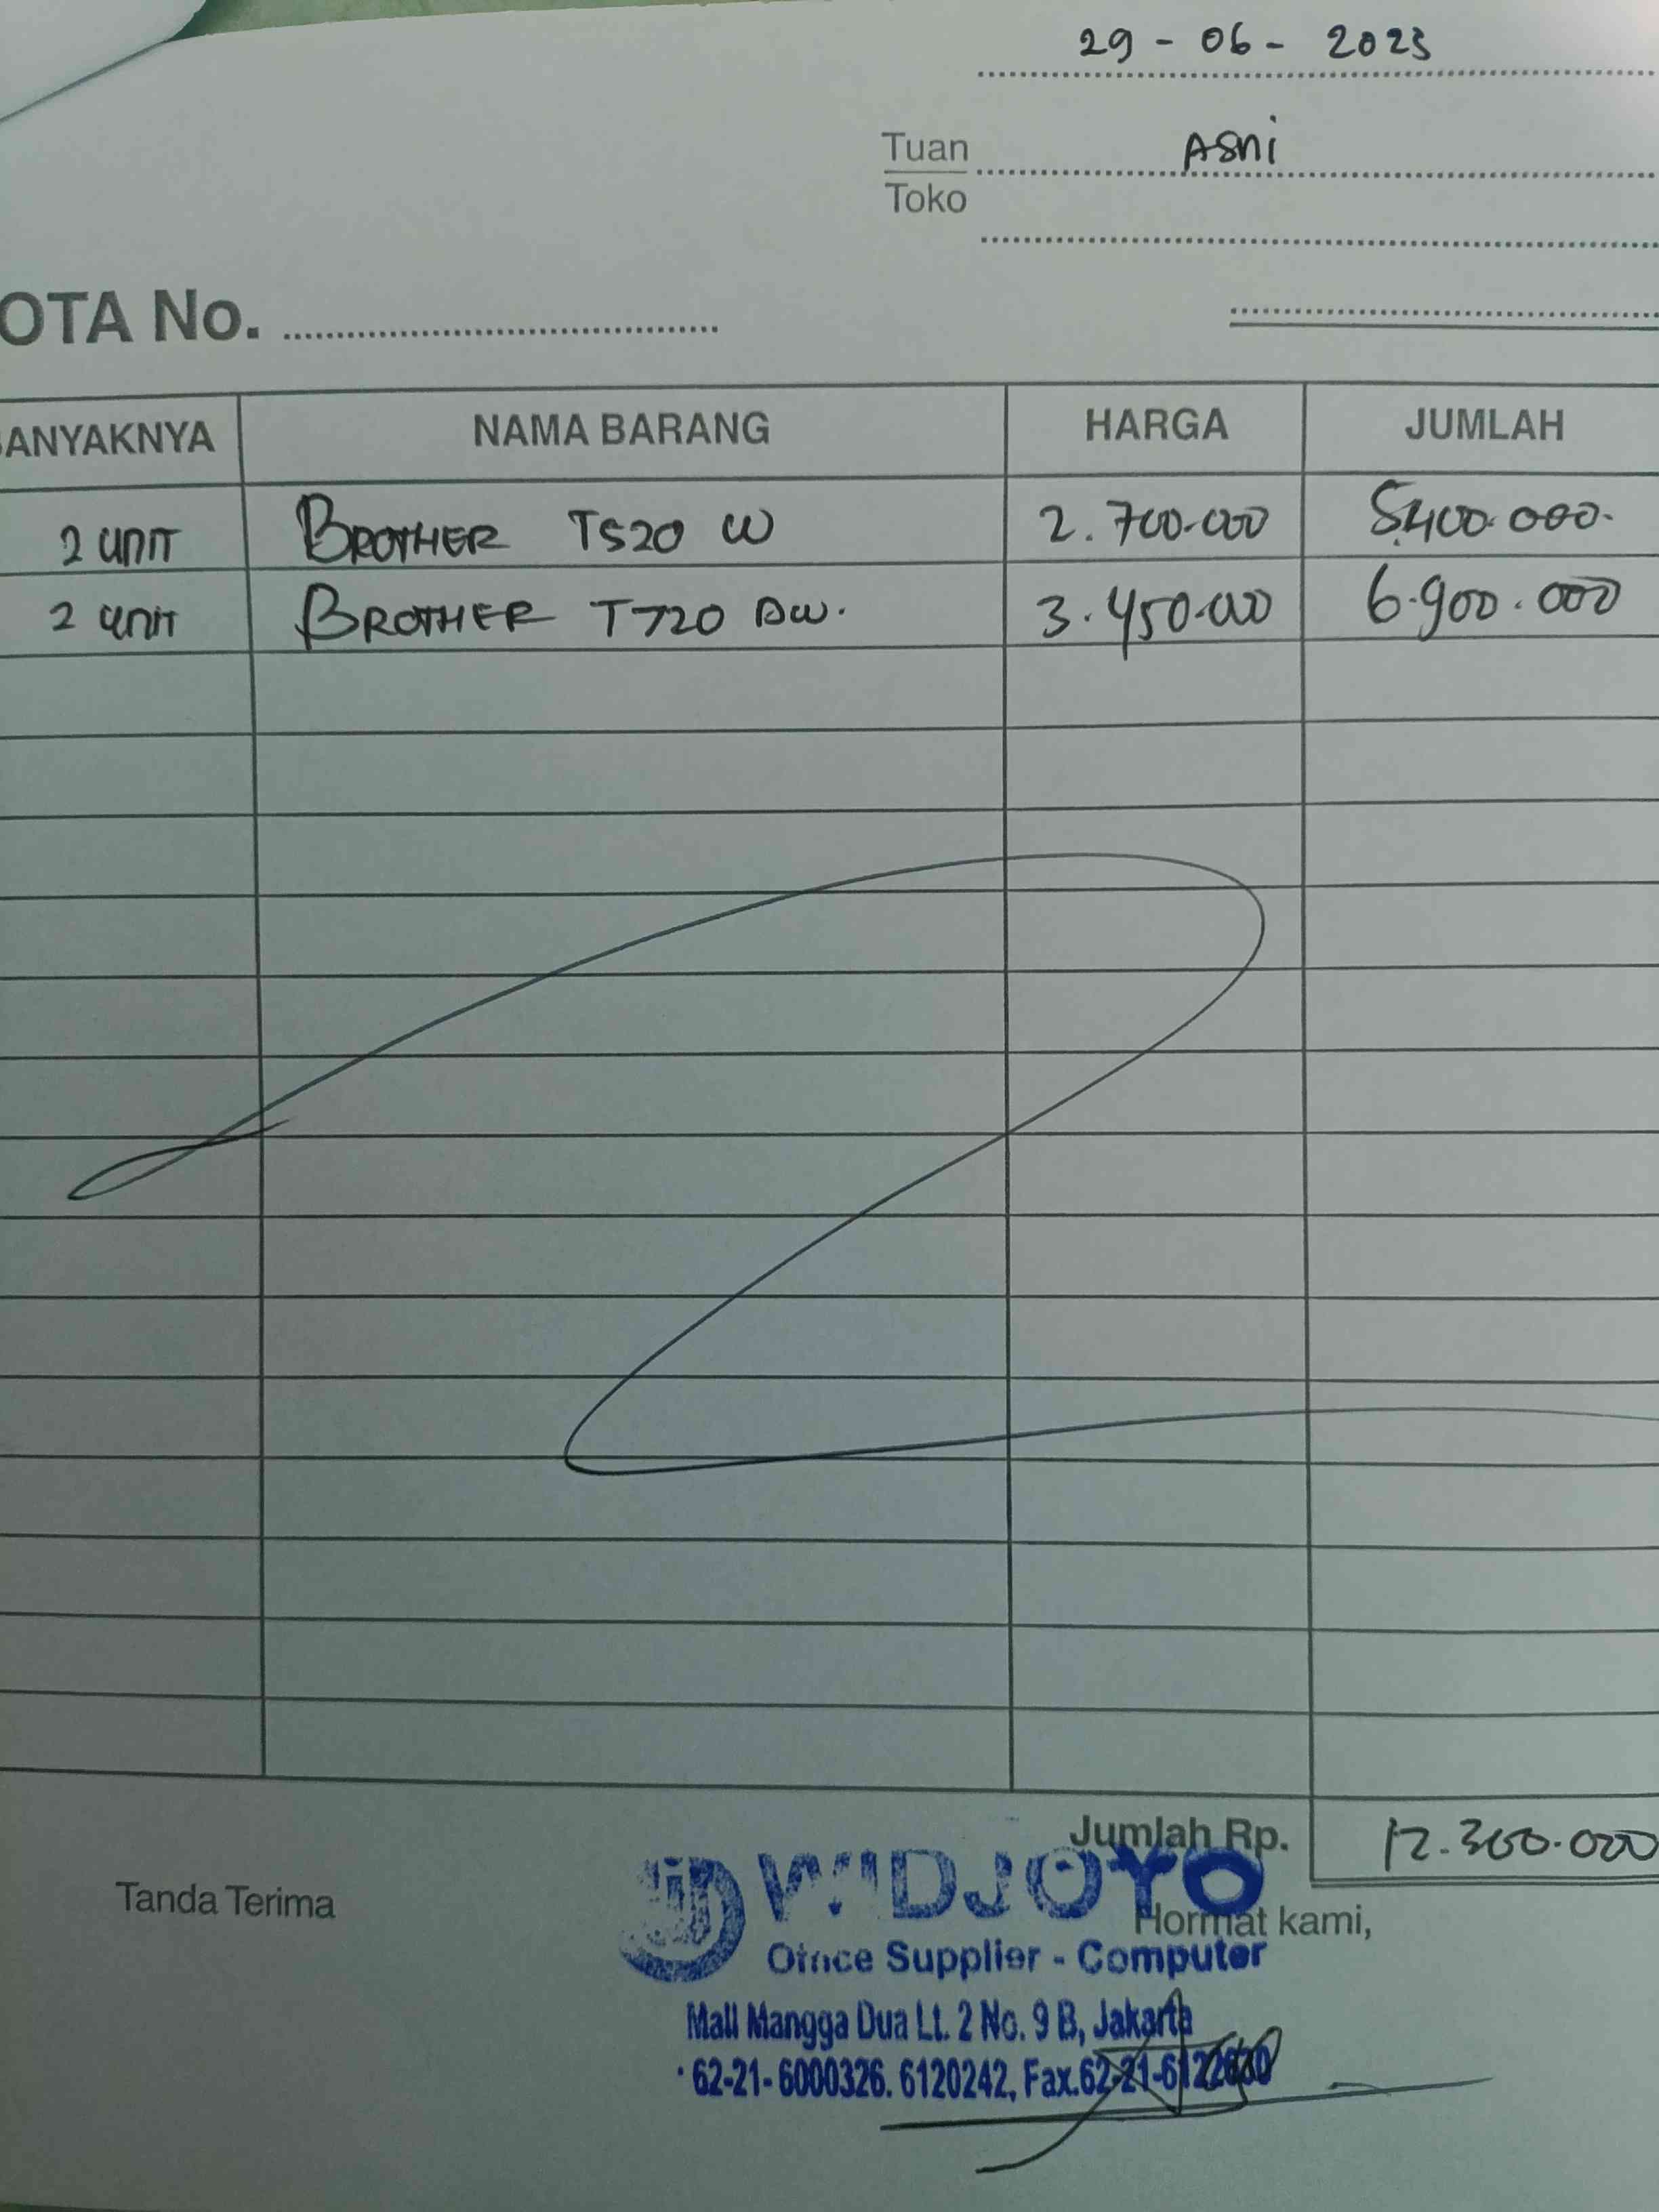 29 - 06 - 2023
Tuan Asni
Toko
OTA No.
BANYAKNYA NAMA BARANG HARGA JUMLAH
2 UNIT BROTHER T520 W 2.700.000 5.400.000.
2 UNIT BROTHER T720 DW. 3.450.000 6.900.000
Jumlah Rp. 12.300.000
Tanda Terima
WIDJOYO
Hormat kami,
Office Supplier - Computer
Mall Mangga Dua Lt. 2 No. 9 B, Jakarta
62-21-6000326. 6120242, Fax.62-21-6122630